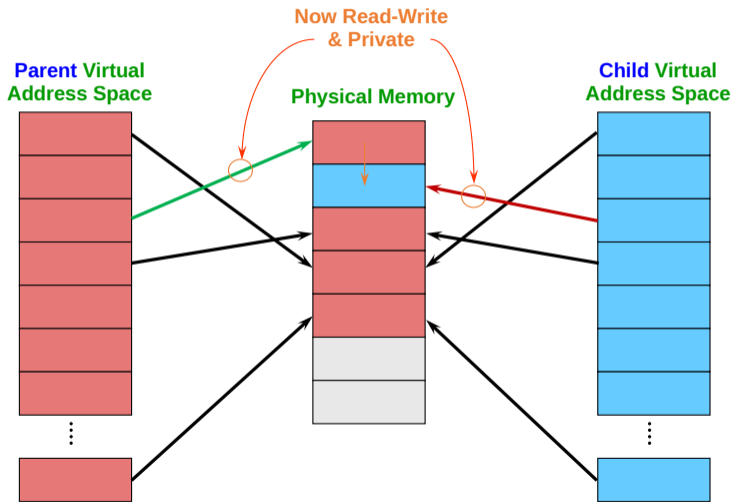 Now Read-Write
& Private
Parent Virtual
Address Space
Physical Memory
Child Virtual
Address Space